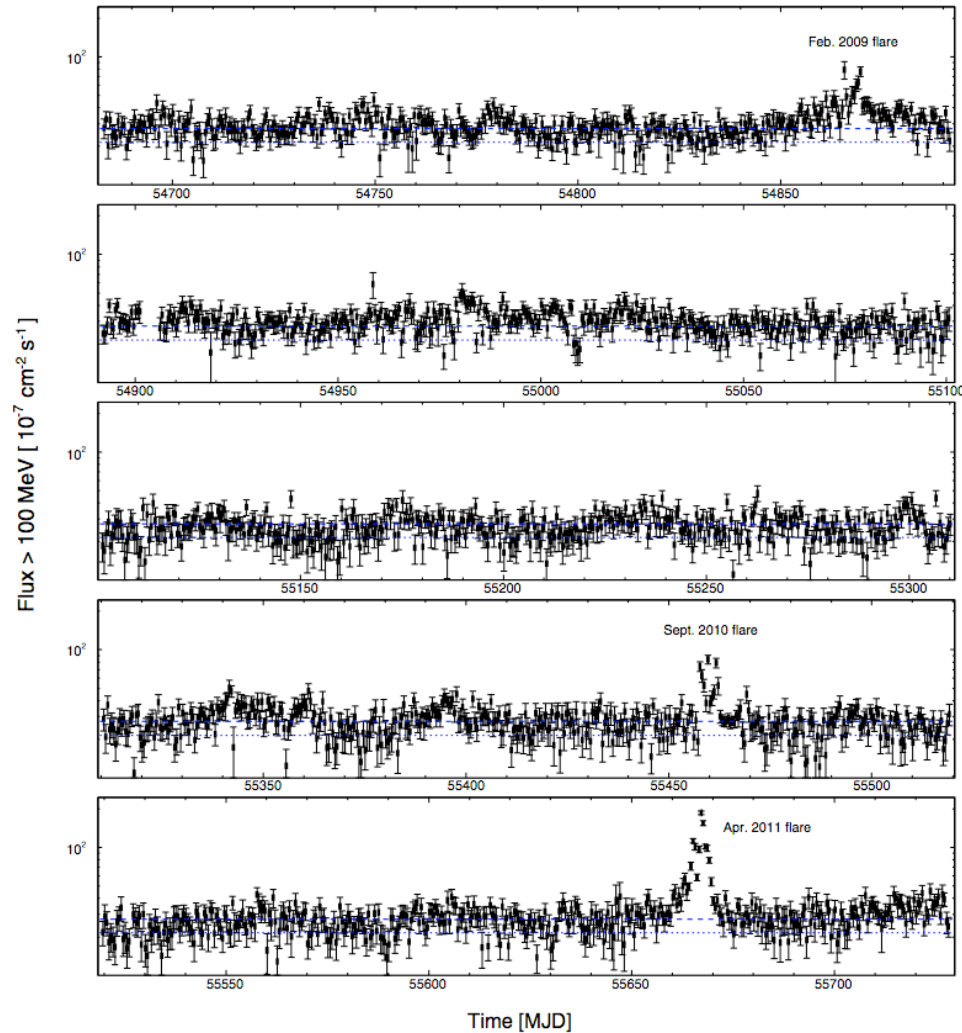 Feb. 2009 flare
10²
54700 54750 54800 54850
10²
54900 54950 55000 55050 55100
10²
55150 55200 55250 55300
Sept. 2010 flare
10²
55350 55400 55450 55500
Apr. 2011 flare
10²
55550 55600 55650 55700
Flux > 100 MeV [ 10⁻⁷ cm⁻² s⁻¹]
Time [MJD]